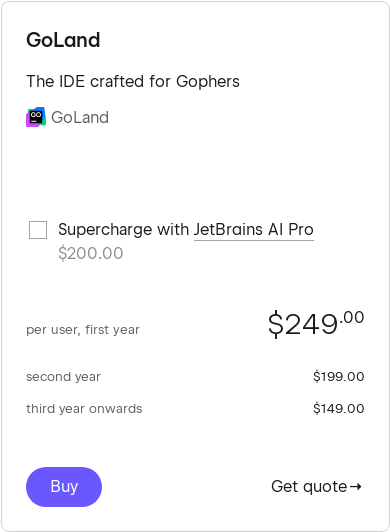 GoLand
The IDE crafted for Gophers
GO GoLand
Supercharge with JetBrains AI Pro
$200.00
per user, first year $249.00
second year $199.00
third year onwards $149.00
Buy Get quote→